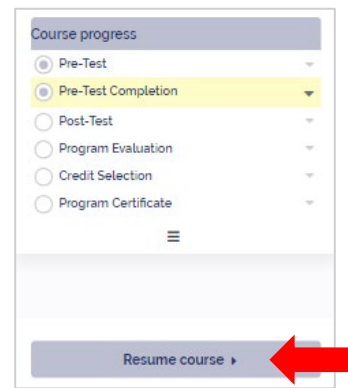 Course progress
Pre-Test
Pre-Test Completion
Post-Test
Program Evaluation
Credit Selection
Program Certificate
Resume course